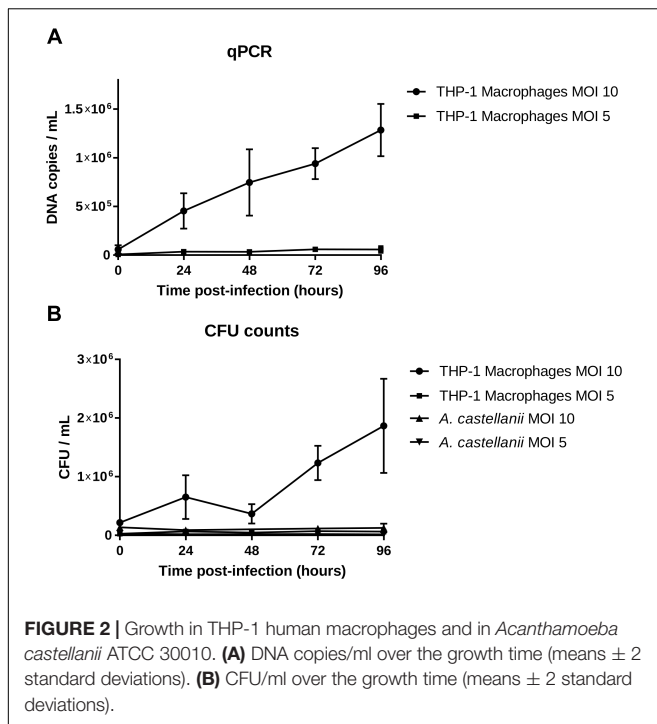 A
qPCR
DNA copies / mL
1.5×10⁶
1×10⁶
5×10⁵
0
0 24 48 72 96
Time post-infection (hours)
THP-1 Macrophages MOI 10
THP-1 Macrophages MOI 5
B
CFU counts
CFU / mL
3×10⁶
2×10⁶
1×10⁶
0
0 24 48 72 96
Time post-infection (hours)
THP-1 Macrophages MOI 10
THP-1 Macrophages MOI 5
A. castellanii MOI 10
A. castellanii MOI 5
FIGURE 2 | Growth in THP-1 human macrophages and in Acanthamoeba
castellanii ATCC 30010. (A) DNA copies/ml over the growth time (means ± 2
standard deviations). (B) CFU/ml over the growth time (means ± 2 standard
deviations).